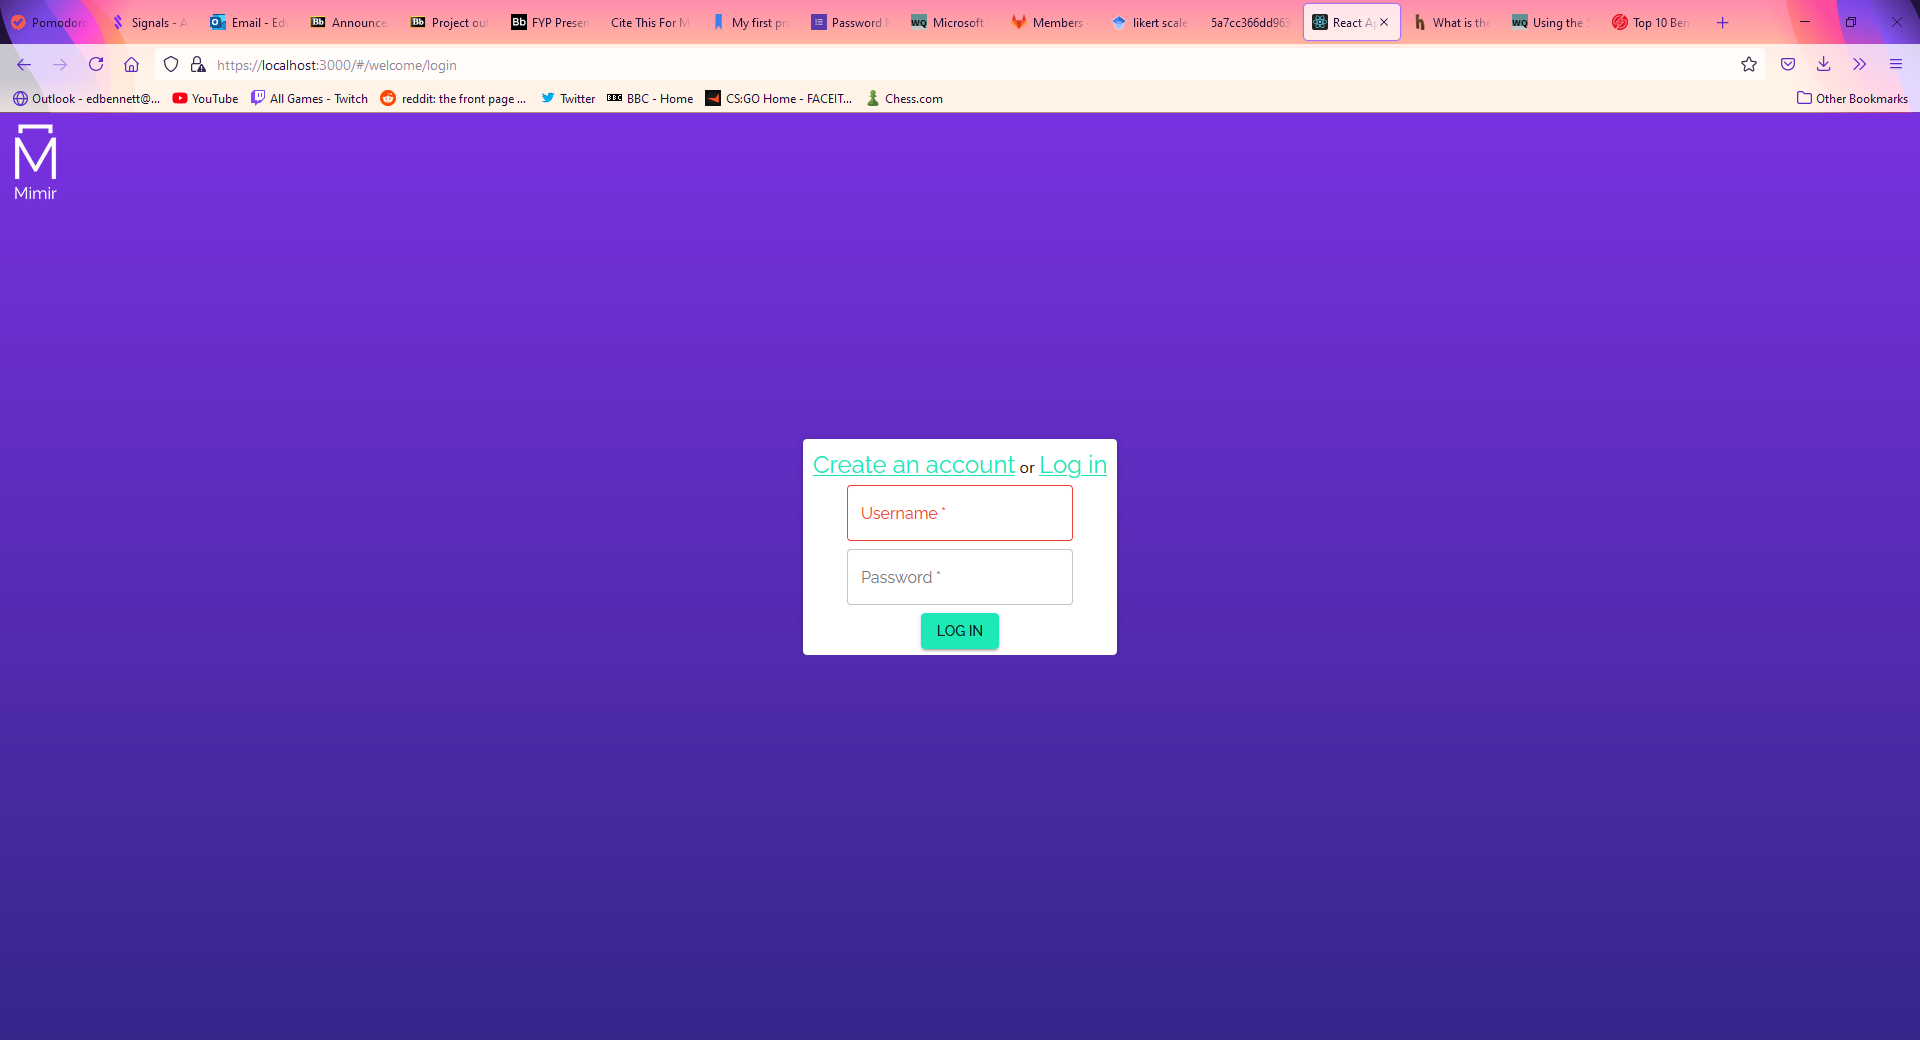 Pomodoro
Signals - A
Email - Edu
Announce
Project out
FYP Presen
Cite This For M
My first pr
Password
Microsoft
Members
likert scale
5a7cc366dd963
React Ap
What is the
Using the S
Top 10 Ben
https://localhost:3000/#/welcome/login
Outlook - edbennett@... YouTube All Games - Twitch reddit: the front page ... Twitter BBC - Home CS:GO Home - FACEIT... Chess.com Other Bookmarks
M
Mimir
Create an account or Log in
Username *
Password *
LOG IN